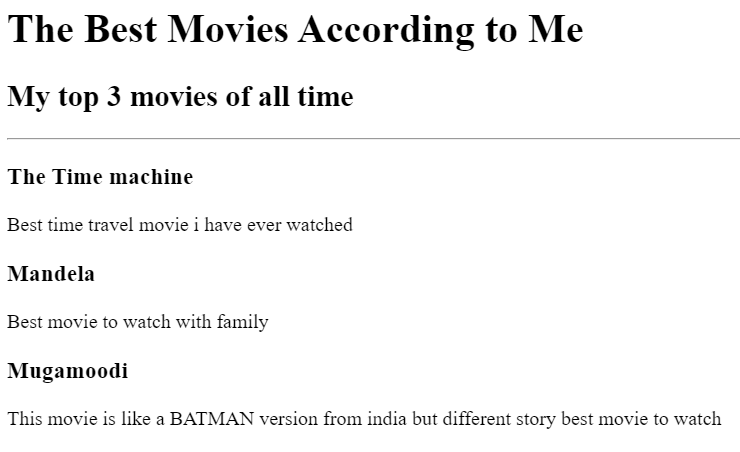 The Best Movies According to Me
My top 3 movies of all time
The Time machine
Best time travel movie i have ever watched
Mandela
Best movie to watch with family
Mugamoodi
This movie is like a BATMAN version from india but different story best movie to watch